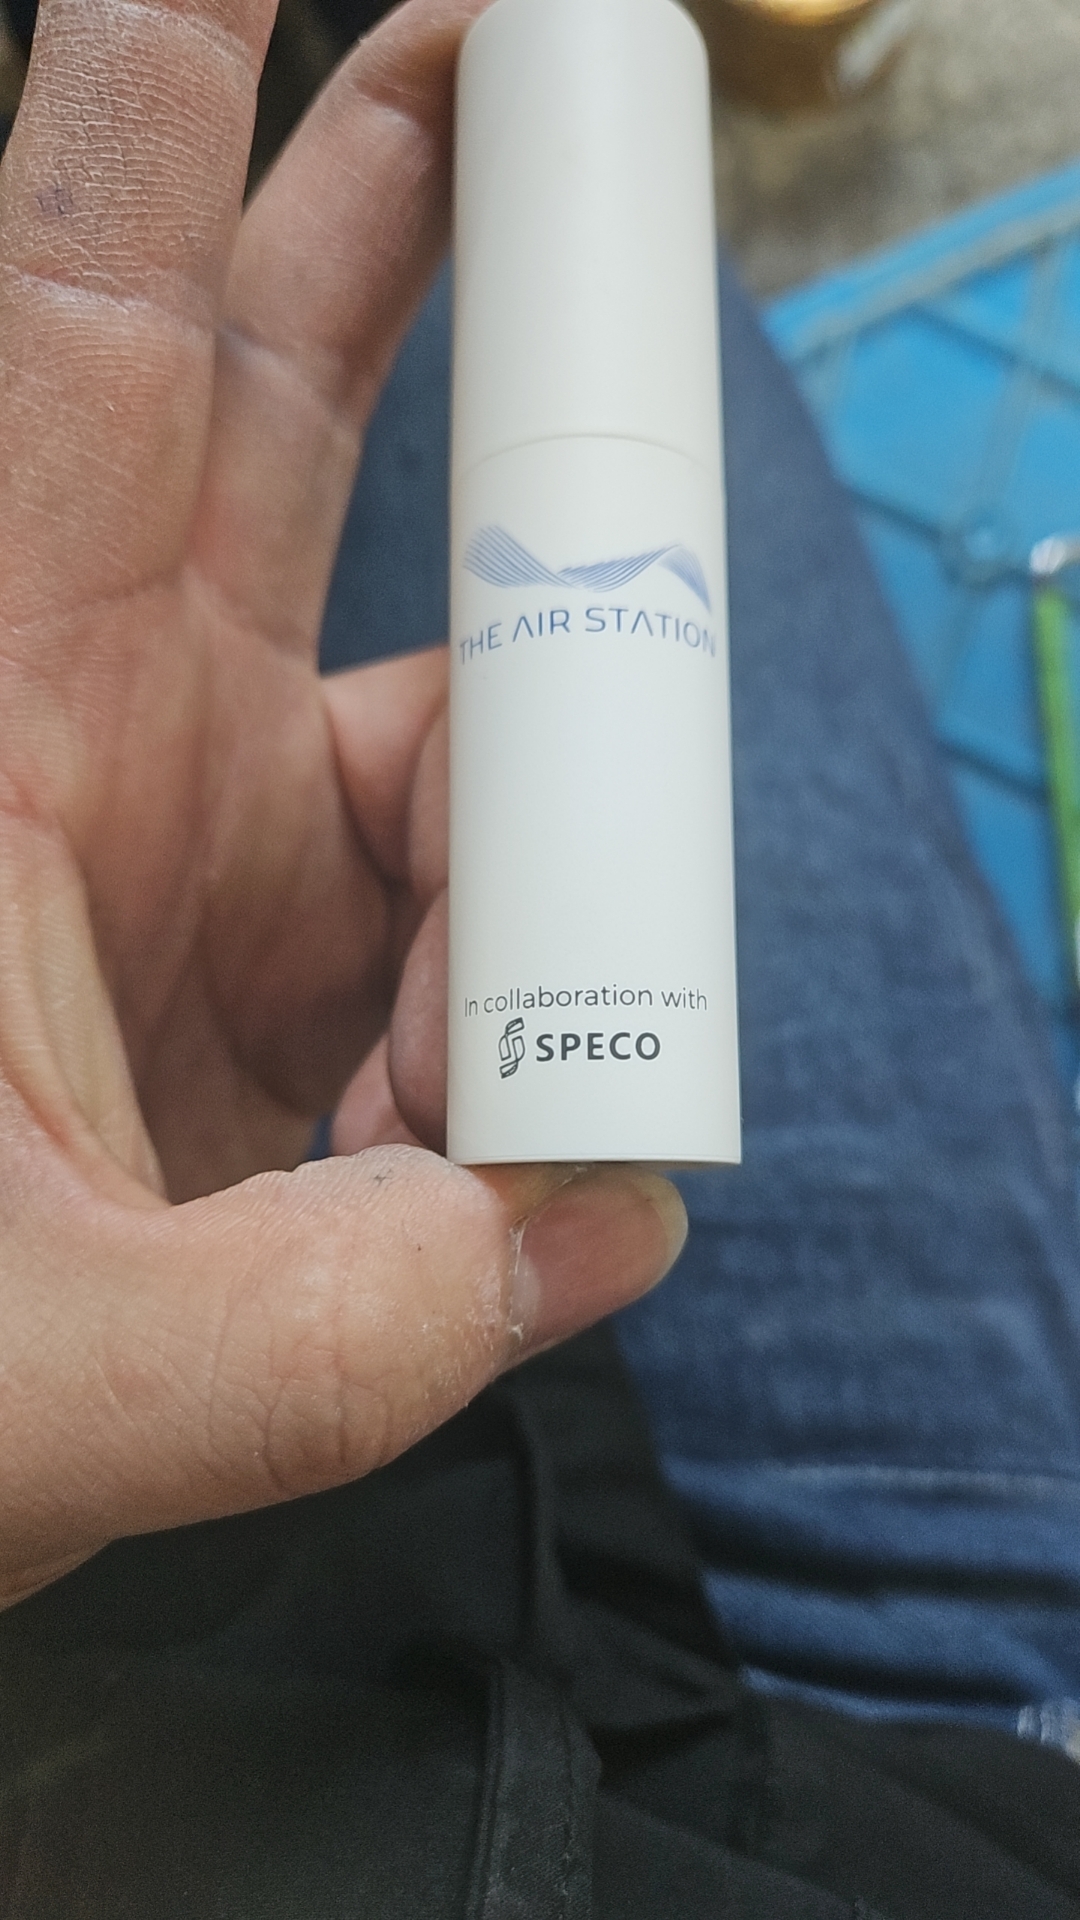 THE AIR STATION
In collaboration with
SPECO